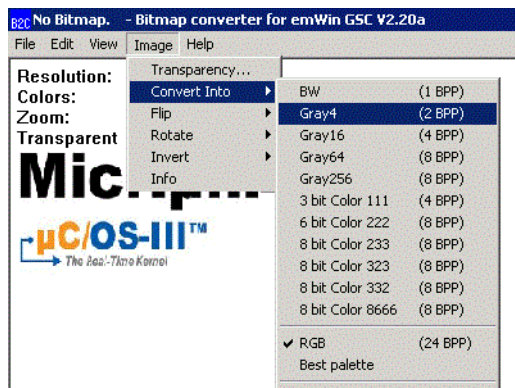 B2C No Bitmap. - Bitmap converter for emWin GSC V2.20a
File Edit View Image Help
Resolution:
Colors:
Zoom:
Transparent
Transparency...
Convert Into
Flip
Rotate
Invert
Info
BW (1 BPP)
Gray4 (2 BPP)
Gray16 (4 BPP)
Gray64 (8 BPP)
Gray256 (8 BPP)
3 bit Color 111 (4 BPP)
6 bit Color 222 (8 BPP)
8 bit Color 233 (8 BPP)
8 bit Color 323 (8 BPP)
8 bit Color 332 (8 BPP)
8 bit Color 8666 (8 BPP)
RGB (24 BPP)
Best palette
µC/OS-III™
The Real-Time Kernel